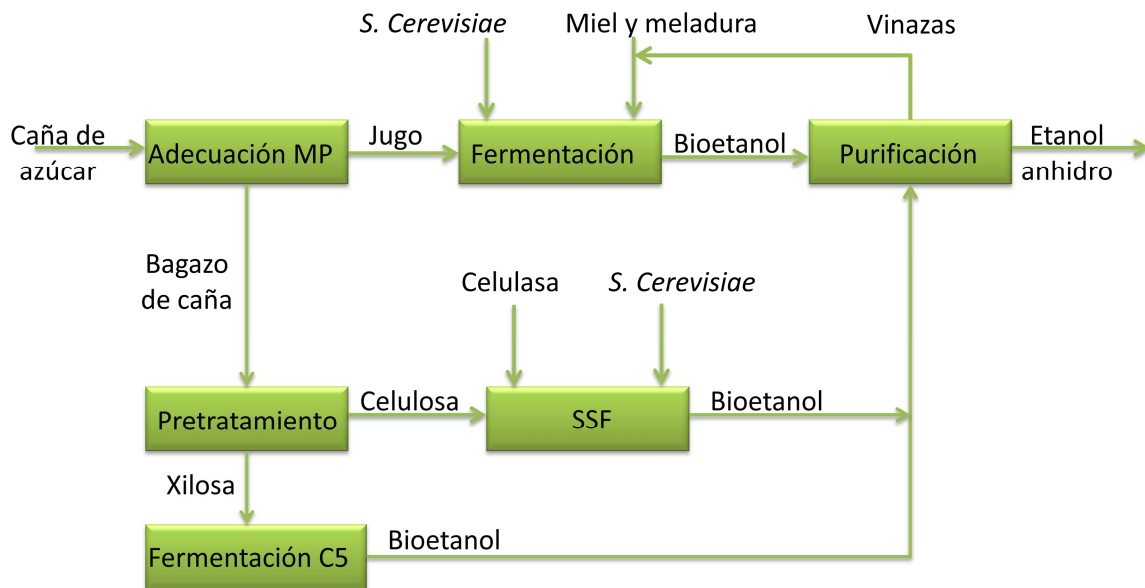 S. Cerevisiae
Miel y meladura
Vinazas
Caña de
azúcar
Adecuación MP
Jugo
Fermentación
Bioetanol
Purificación
Etanol
anhidro
Bagazo
de caña
Celulasa
S. Cerevisiae
Pretratamiento
Celulosa
SSF
Bioetanol
Xilosa
Fermentación C5
Bioetanol